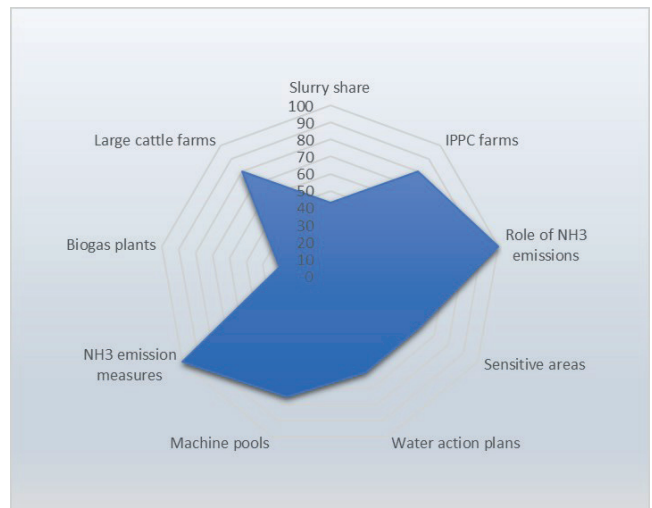 Slurry share
100
90
80
70
60
50
40
30
20
10
0
IPPC farms
Role of NH3
emissions
Sensitive areas
Water action plans
Machine pools
NH3 emission
measures
Biogas plants
Large cattle farms